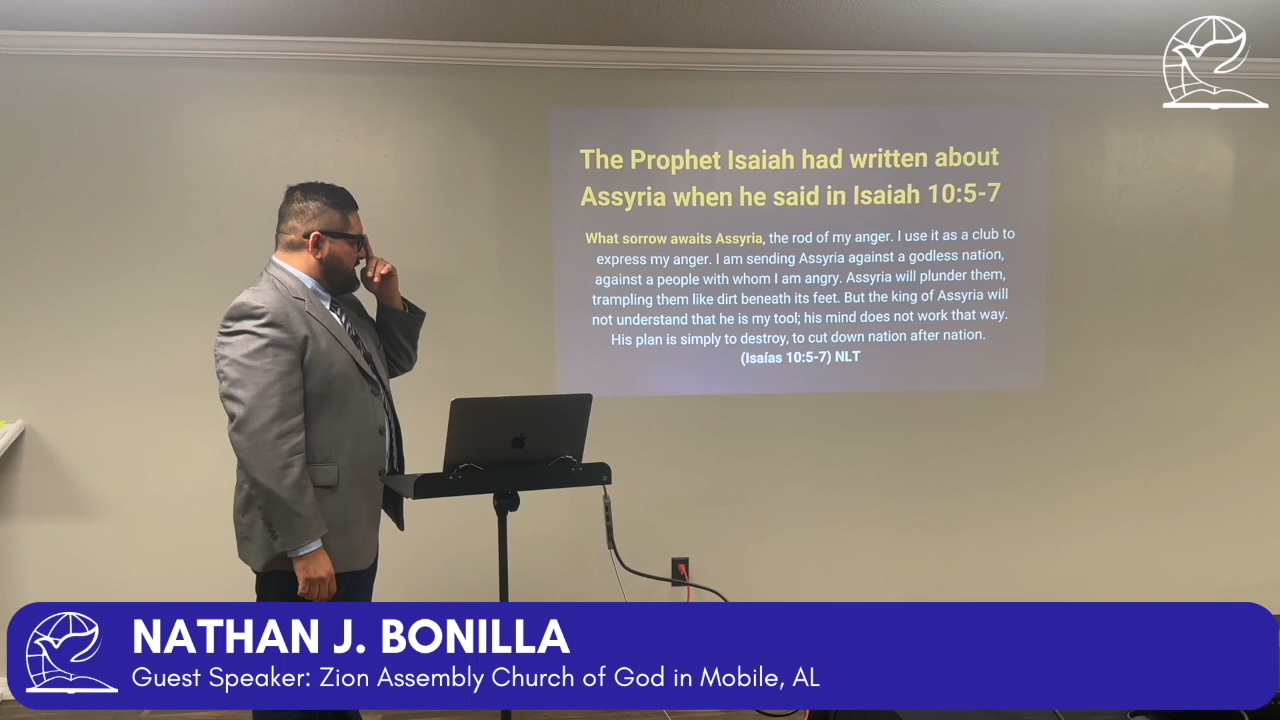 The Prophet Isaiah had written about
Assyria when he said in Isaiah 10:5-7
What sorrow awaits Assyria, the rod of my anger. I use it as a club to
express my anger. I am sending Assyria against a godless nation,
against a people with whom I am angry. Assyria will plunder them,
trampling them like dirt beneath its feet. But the king of Assyria will
not understand that he is my tool; his mind does not work that way.
His plan is simply to destroy, to cut down nation after nation.
(Isaías 10:5-7) NLT
NATHAN J. BONILLA
Guest Speaker: Zion Assembly Church of God in Mobile, AL